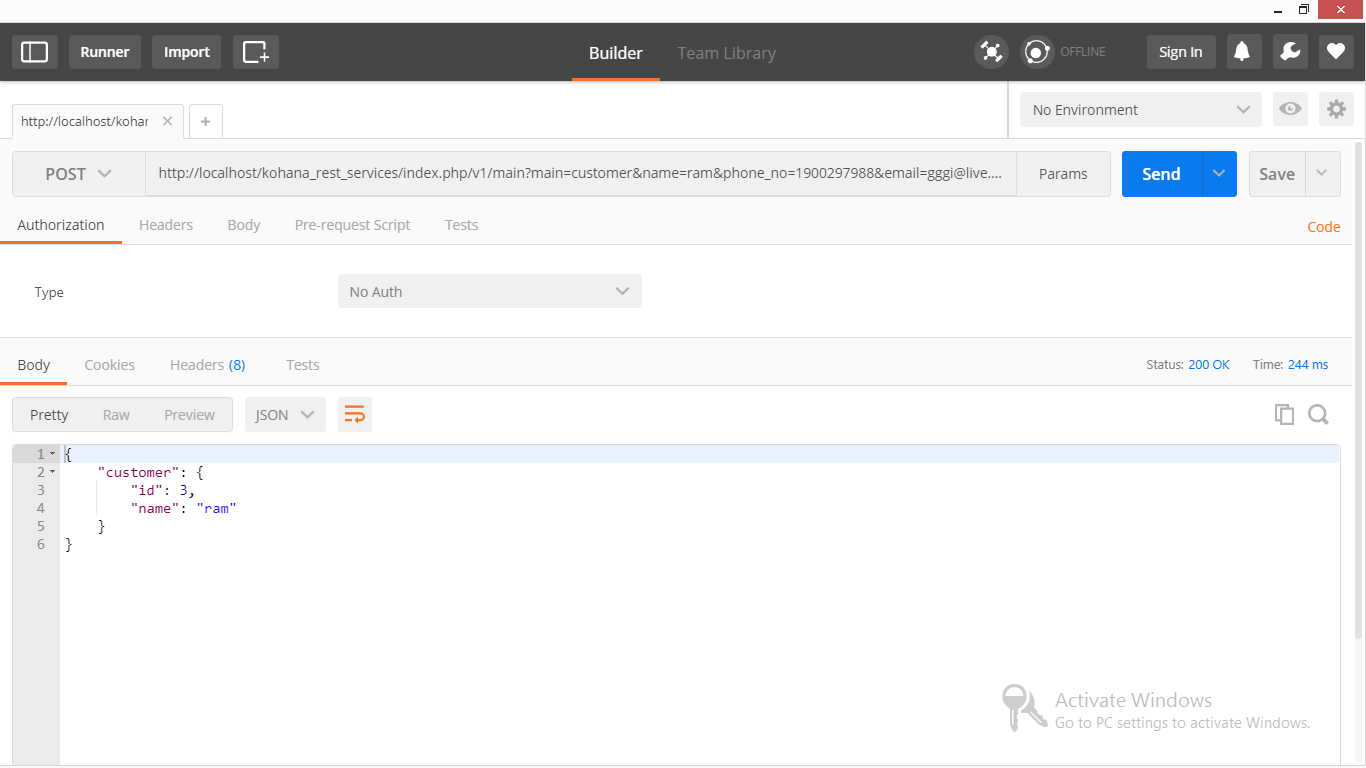 Runner Import Builder Team Library OFFLINE Sign In
http://localhost/kohar No Environment
POST http://localhost/kohana_rest_services/index.php/v1/main?main=customer&name=ram&phone_no=1900297988&email=gggi@live.... Params Send Save
Authorization Headers Body Pre-request Script Tests Code
Type No Auth
Body Cookies Headers (8) Tests Status: 200 OK Time: 244 ms
Pretty Raw Preview JSON
1 {
2 "customer": {
3 "id": 3,
4 "name": "ram"
5 }
6 }
Activate Windows
Go to PC settings to activate Windows.